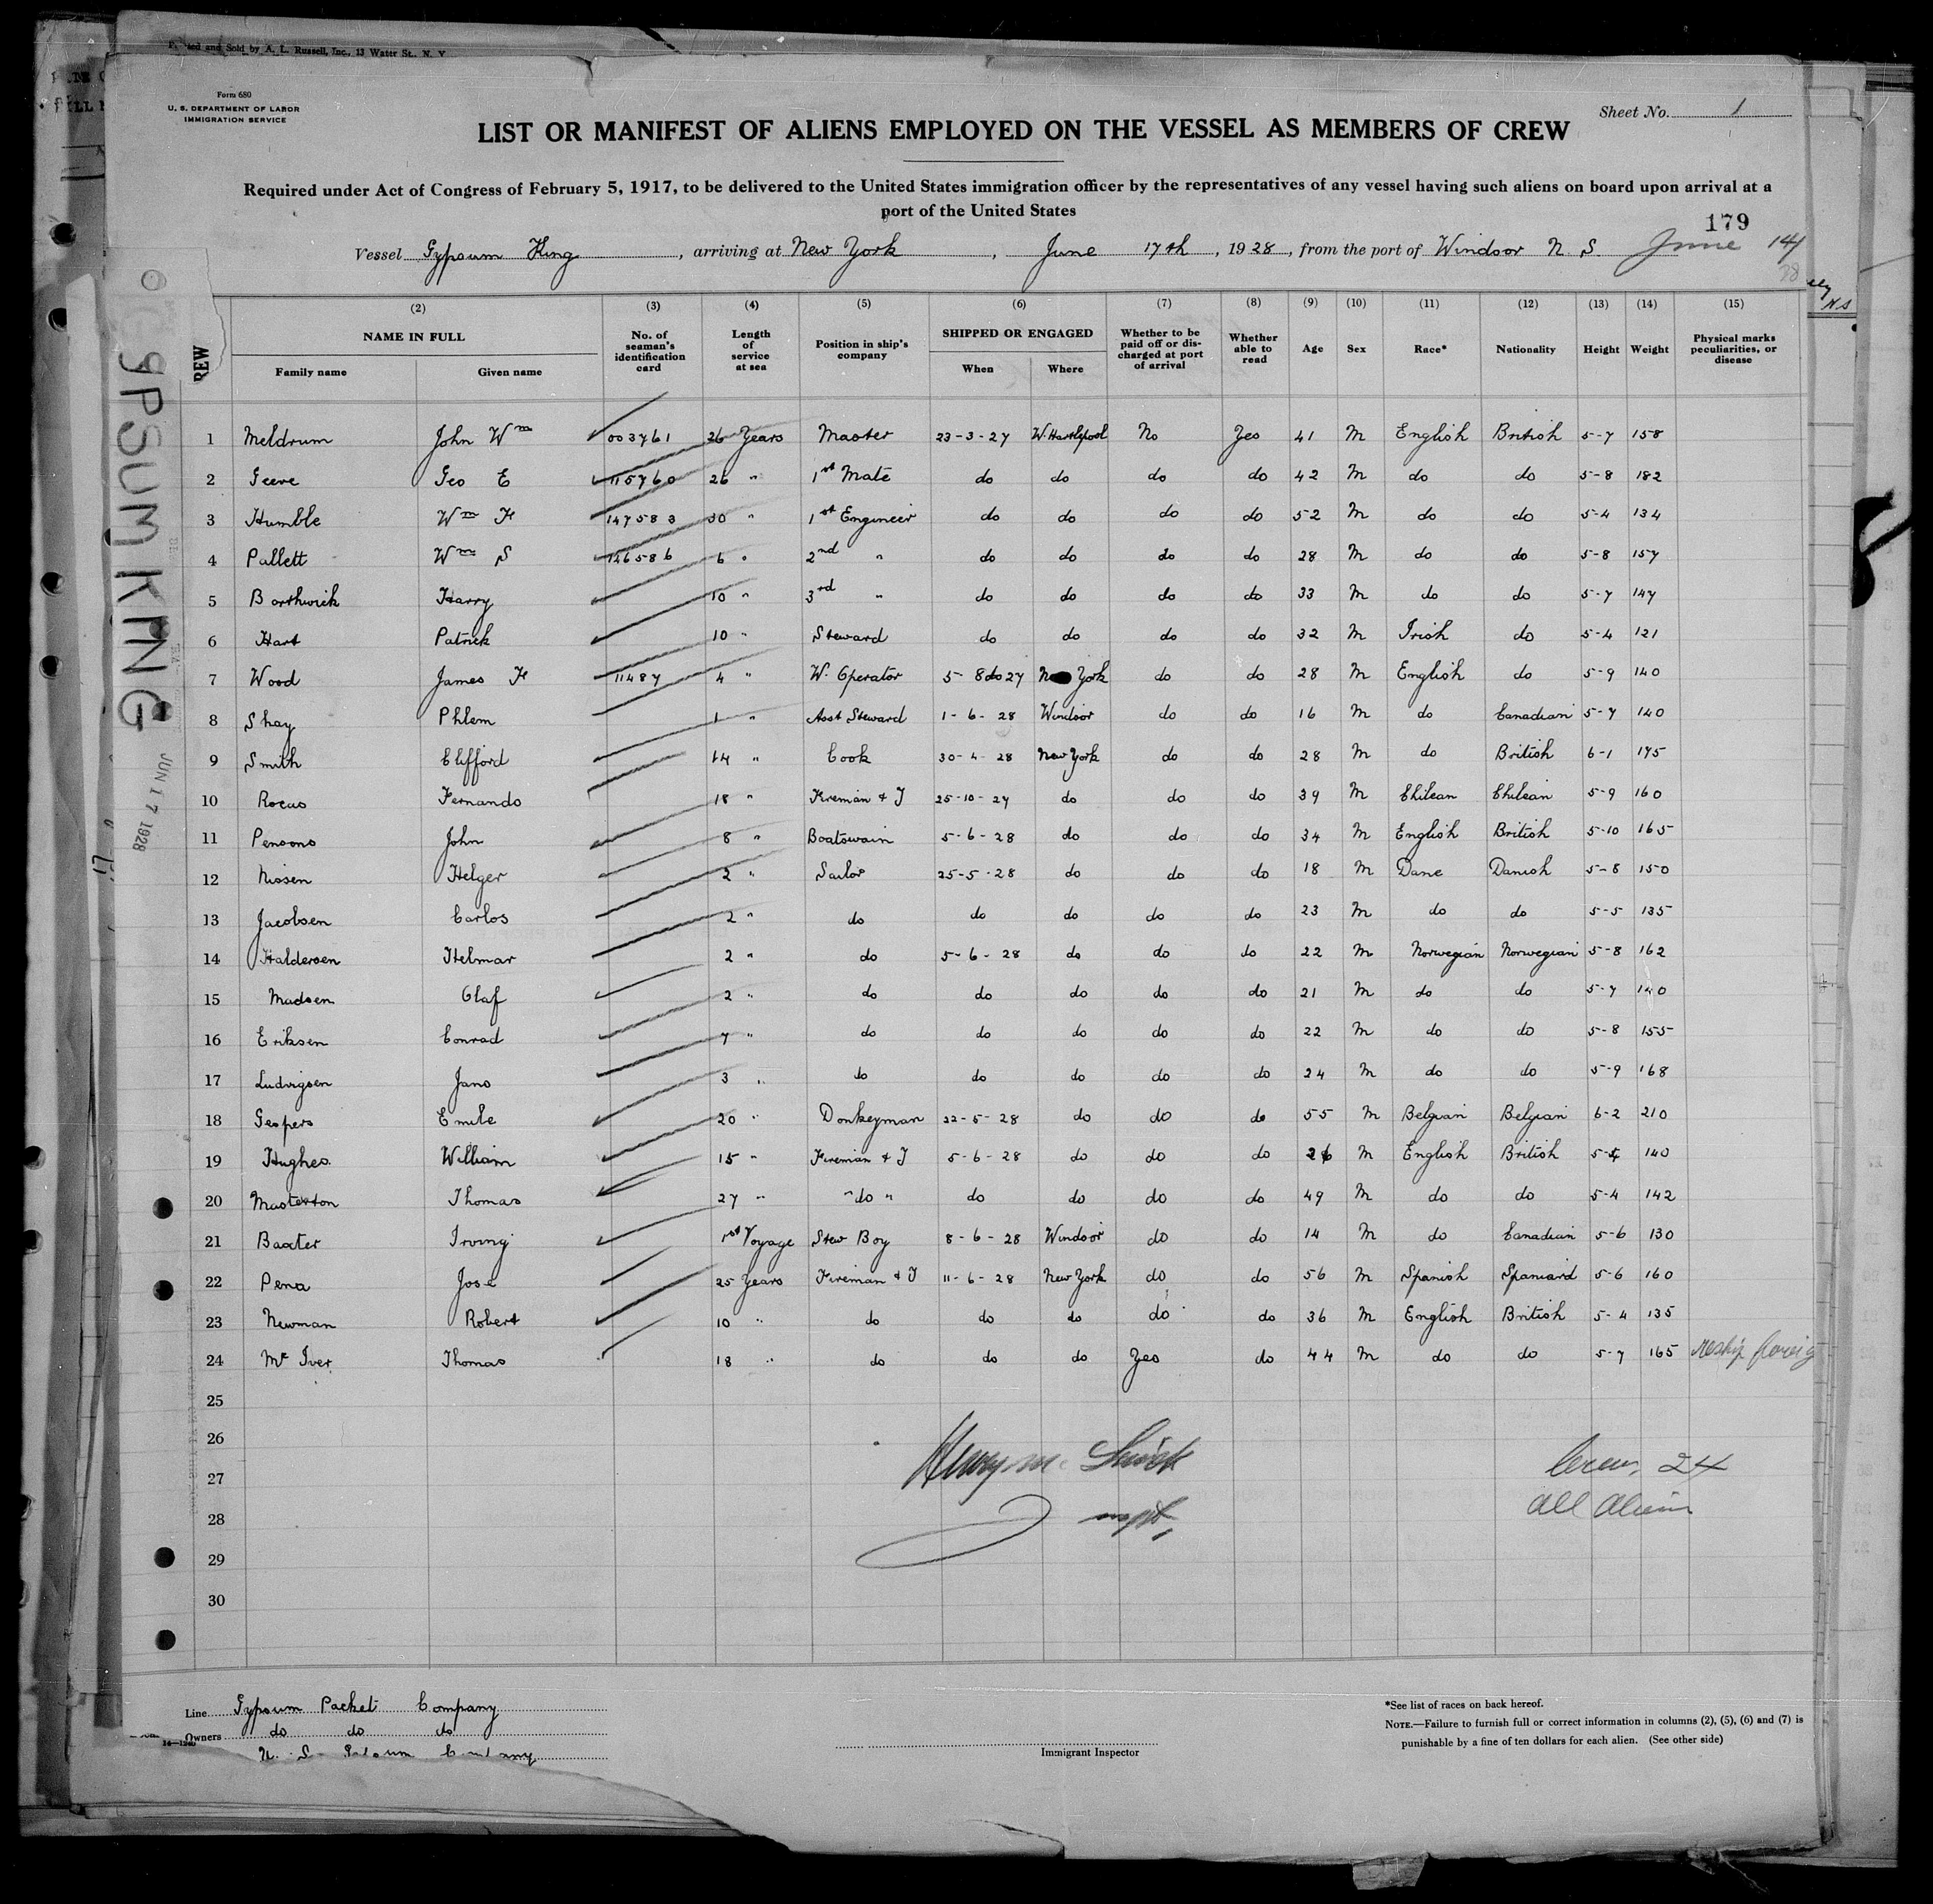 Printed and Sold by A. L. Russell, Inc., 13 Water St., N. Y
Form 680
U. S. DEPARTMENT OF LABOR
IMMIGRATION SERVICE
Sheet No. 1
LIST OR MANIFEST OF ALIENS EMPLOYED ON THE VESSEL AS MEMBERS OF CREW
Required under Act of Congress of February 5, 1917, to be delivered to the United States immigration officer by the representatives of any vessel having such aliens on board upon arrival at a
port of the United States
179
Vessel Gypsum King, arriving at New York, June 17th, 1928, from the port of Windsor N. S. June 14
28
GYPSUM KING
JUN 17 1928
(2) (3) (4) (5) (6) (7) (8) (9) (10) (11) (12) (13) (14) (15)
NAME IN FULL
Family name Given name
No. of seaman's identification card
Length of service at sea
Position in ship's company
SHIPPED OR ENGAGED
When Where
Whether to be paid off or discharged at port of arrival
Whether able to read
Age Sex Race* Nationality Height Weight
Physical marks peculiarities, or disease
1 Meldrum John Wm 003761 26 Years Master 23-3-27 W. Hartlepool No Yes 41 M English British 5-7 158
2 Geeve Geo E 115760 26 " 1st Mate do do do do 42 M do do 5-8 182
3 Humble Wm H 147583 30 " 1st Engineer do do do do 52 M do do 5-4 134
4 Pallett Wm S 146586 6 " 2nd " do do do do 28 M do do 5-8 157
5 Borthwick Harry 10 " 3rd " do do do do 33 M do do 5-7 147
6 Hart Patrick 10 " Steward do do do do 32 M Irish do 5-4 121
7 Wood James H 11487 4 " W. Operator 5-8-27 New York do do 28 M English do 5-9 140
8 Shay Phlem 1 " Asst Steward 1-6-28 Windsor do do 16 M do Canadian 5-7 140
9 Smith Clifford 14 " Cook 30-4-28 New York do do 28 M do British 6-1 175
10 Rocus Fernando 18 " Fireman & T 25-10-27 do do do 39 M Chilean Chilean 5-9 160
11 Pensons John 8 " Boatswain 5-6-28 do do do 34 M English British 5-10 165
12 Nissen Helger 2 " Sailor 25-5-28 do do do 18 M Dane Danish 5-8 150
13 Jacobsen Carlos 2 " do do do do do 23 M do do 5-5 135
14 Haldersen Helmar 2 " do 5-6-28 do do do 22 M Norwegian Norwegian 5-8 162
15 Madsen Olaf 2 " do do do do do 21 M do do 5-7 140
16 Eriksen Conrad 7 " do do do do do 22 M do do 5-8 155
17 Ludvigsen Jans 3 " do do do do do 24 M do do 5-9 168
18 Gespers Emile 20 " Donkeyman 22-5-28 do do do 55 M Belgian Belgian 6-2 210
19 Hughes William 15 " Fireman & T 5-6-28 do do do 26 M English British 5-4 140
20 Masterton Thomas 27 " " do " do do do do 49 M do do 5-4 142
21 Baxter Irving 1st Voyage Stew Boy 8-6-28 Windsor do do 14 M do Canadian 5-6 130
22 Pena Jose 25 Years Fireman & T 11-6-28 New York do do 56 M Spanish Spaniard 5-6 160
23 Newman Robert 10 " do do do do do 36 M English British 5-4 135
24 Mc Iver Thomas 18 " do do do Yes do 44 M do do 5-7 165 reship foreig
25
26
27
28
29
30
Inspt.
Crew, 24
all Aliens
Line Gypsum Packet Company
Owners do do do
Immigrant Inspector
*See list of races on back hereof.
NOTE.—Failure to furnish full or correct information in columns (2), (5), (6) and (7) is
punishable by a fine of ten dollars for each alien. (See other side)